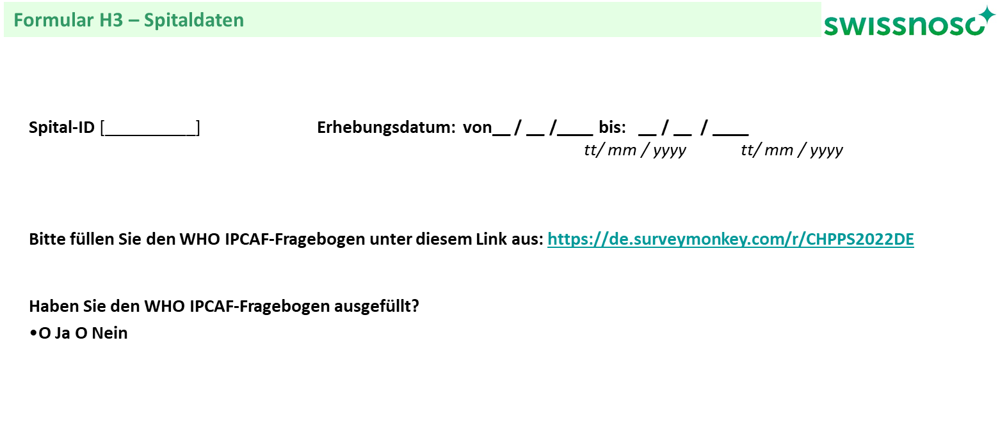 Formular H3 – Spitaldaten
swissnoso
Spital-ID [__________] Erhebungsdatum: von__ / __ /____ bis: __ / __ / ____
tt/ mm / yyyy tt/ mm / yyyy
Bitte füllen Sie den WHO IPCAF-Fragebogen unter diesem Link aus: https://de.surveymonkey.com/r/CHPPS2022DE
Haben Sie den WHO IPCAF-Fragebogen ausgefüllt?
•O Ja O Nein